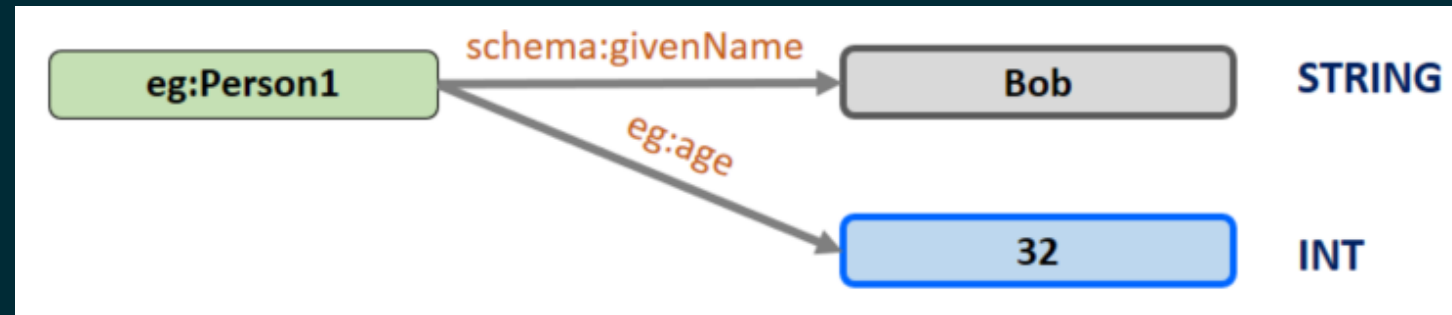 schema:givenName
eg:Person1
Bob
STRING
eg:age
32
INT